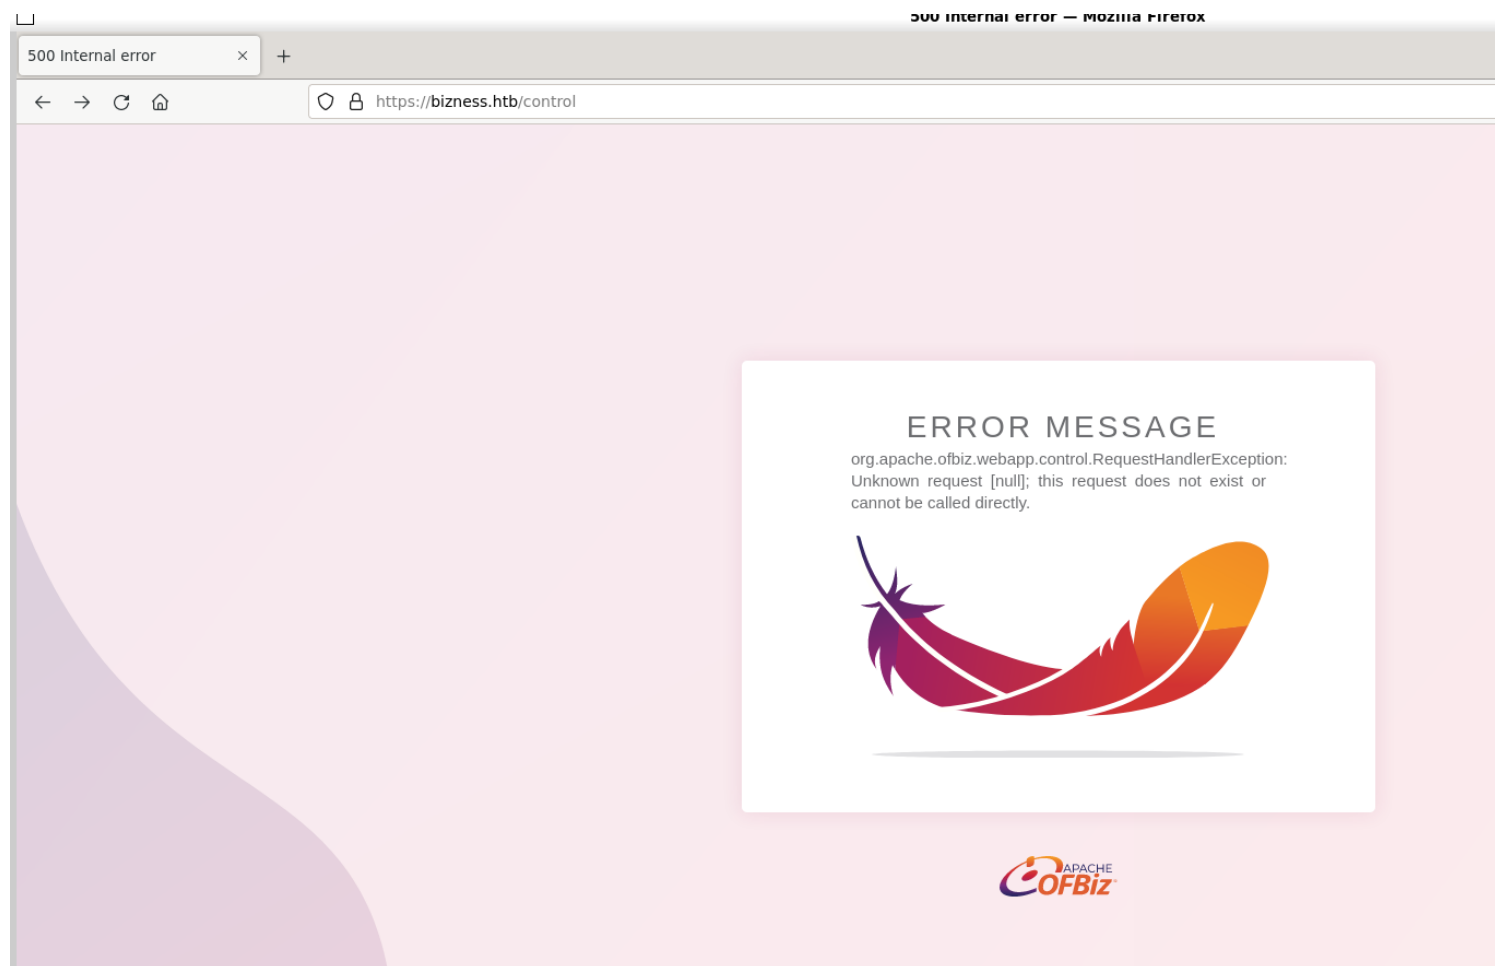 500 Internal error — Mozilla Firefox
500 Internal error
https://bizness.htb/control
ERROR MESSAGE
org.apache.ofbiz.webapp.control.RequestHandlerException:
Unknown request [null]; this request does not exist or
cannot be called directly.
APACHE
OFBiz